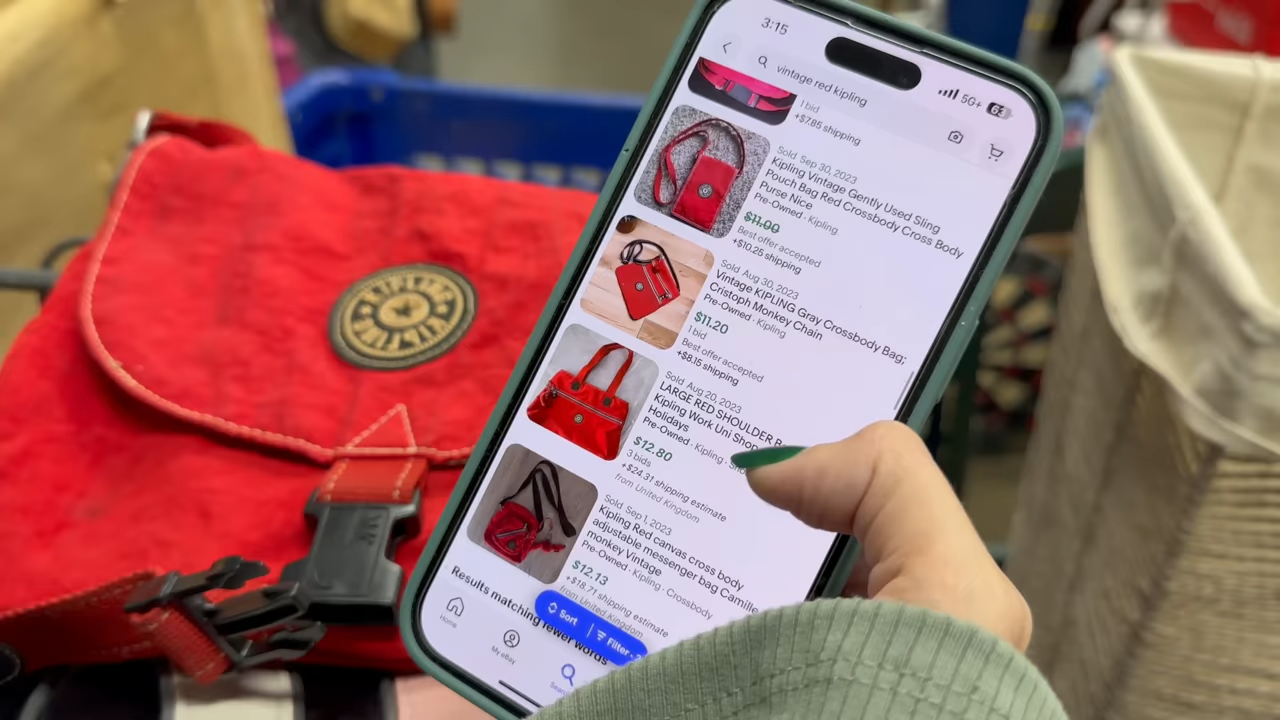 3:15
5G+ 63
vintage red kipling
1 bid
+$7.85 shipping
Sold Sep 30, 2023
Kipling Vintage Gently Used Sling
Pouch Bag Red Crossbody Cross Body
Purse Nice
Pre-Owned · Kipling
$11.00
Best offer accepted
+$10.25 shipping
Sold Aug 30, 2023
Vintage KIPLING Gray Crossbody Bag;
Cristoph Monkey Chain
Pre-Owned · Kipling
$11.20
1 bid
Best offer accepted
+$8.15 shipping
Sold Aug 20, 2023
LARGE RED SHOULDER
Kipling Work Uni Shop
Holidays
Pre-Owned · Kipling
$12.80
3 bids
+$24.31 shipping estimate
from United Kingdom
Sold Sep 1, 2023
Kipling Red canvas cross body
adjustable messenger bag Camille
monkey Vintage
Pre-Owned · Kipling · Crossbody
$12.13
+$18.71 shipping estimate
from United Kingdom
Results matching fewer words
Sort
Filter
Home
My eBay
KIPLING